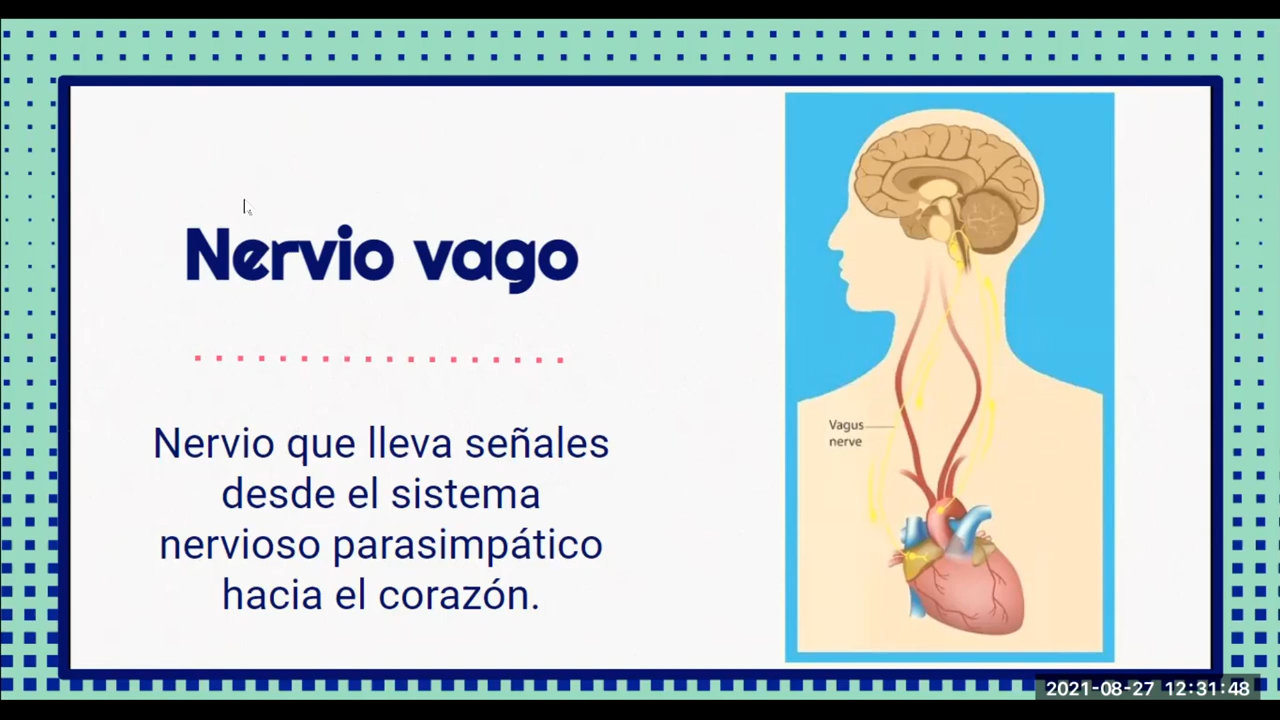 Nervio vago
Nervio que lleva señales
desde el sistema
nervioso parasimpático
hacia el corazón.
Vagus
nerve
2021-08-27 12:31:48